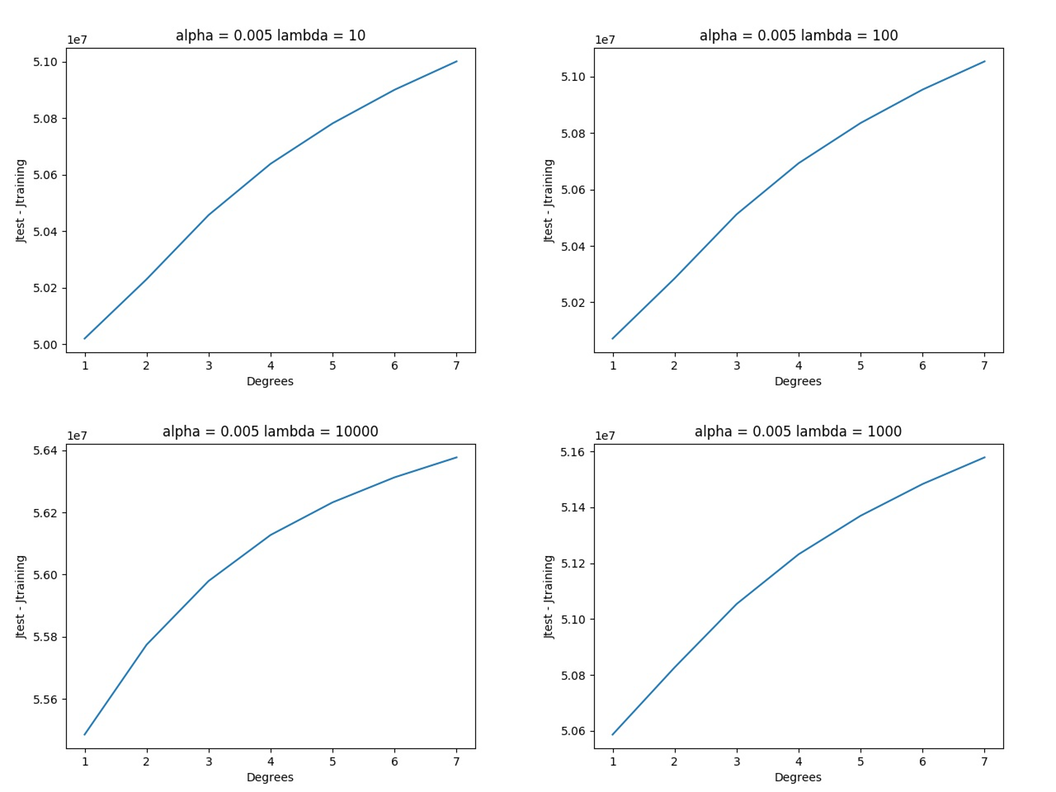 alpha = 0.005 lambda = 10
1e7
5.10
5.08
5.06
5.04
5.02
5.00
Jtest - Jtraining
1 2 3 4 5 6 7
Degrees
alpha = 0.005 lambda = 100
1e7
5.10
5.08
5.06
5.04
5.02
Jtest - Jtraining
1 2 3 4 5 6 7
Degrees
alpha = 0.005 lambda = 10000
1e7
5.64
5.62
5.60
5.58
5.56
Jtest - Jtraining
1 2 3 4 5 6 7
Degrees
alpha = 0.005 lambda = 1000
1e7
5.16
5.14
5.12
5.10
5.08
5.06
Jtest - Jtraining
1 2 3 4 5 6 7
Degrees